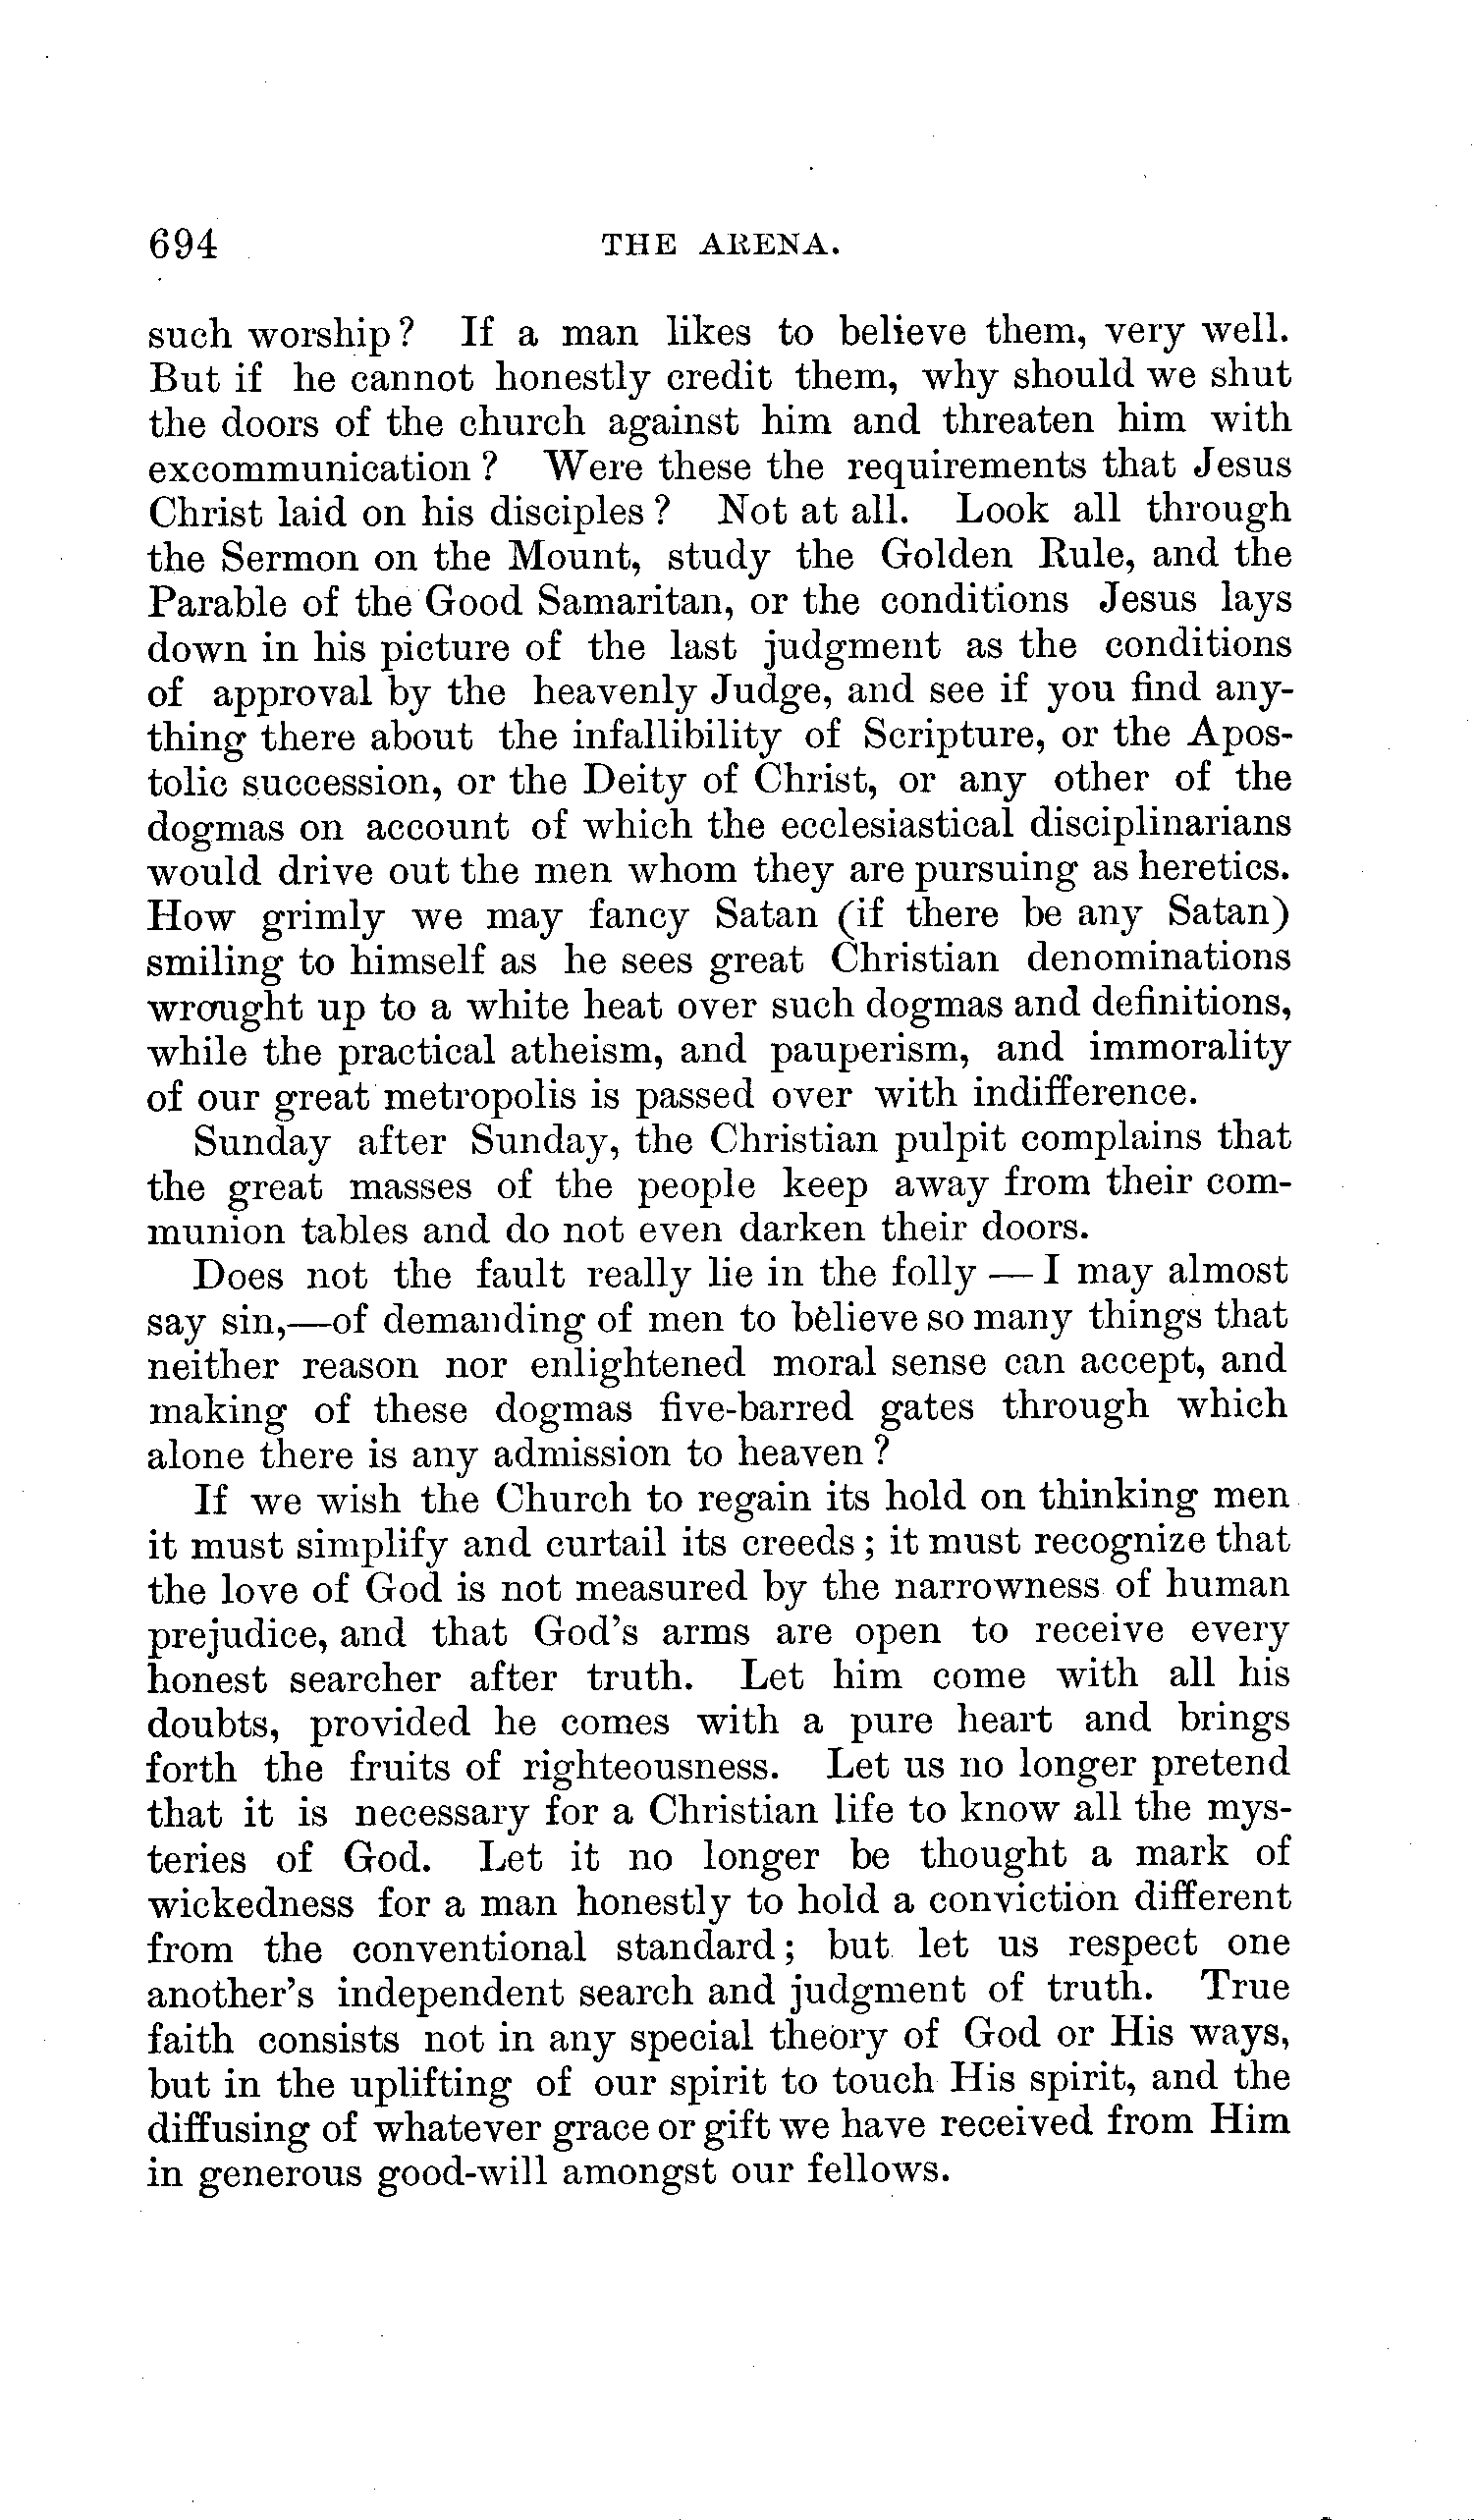 694 THE ARENA.
such worship? If a man likes to believe them, very well.
But if he cannot honestly credit them, why should we shut
the doors of the church against him and threaten him with
excommunication? Were these the requirements that Jesus
Christ laid on his disciples? Not at all. Look all through
the Sermon on the Mount, study the Golden Rule, and the
Parable of the Good Samaritan, or the conditions Jesus lays
down in his picture of the last judgment as the conditions
of approval by the heavenly Judge, and see if you find any-
thing there about the infallibility of Scripture, or the Apos-
tolic succession, or the Deity of Christ, or any other of the
dogmas on account of which the ecclesiastical disciplinarians
would drive out the men whom they are pursuing as heretics.
How grimly we may fancy Satan (if there be any Satan)
smiling to himself as he sees great Christian denominations
wrought up to a white heat over such dogmas and definitions,
while the practical atheism, and pauperism, and immorality
of our great metropolis is passed over with indifference.
Sunday after Sunday, the Christian pulpit complains that
the great masses of the people keep away from their com-
munion tables and do not even darken their doors.
Does not the fault really lie in the folly — I may almost
say sin,—of demanding of men to believe so many things that
neither reason nor enlightened moral sense can accept, and
making of these dogmas five-barred gates through which
alone there is any admission to heaven?
If we wish the Church to regain its hold on thinking men
it must simplify and curtail its creeds; it must recognize that
the love of God is not measured by the narrowness of human
prejudice, and that God's arms are open to receive every
honest searcher after truth. Let him come with all his
doubts, provided he comes with a pure heart and brings
forth the fruits of righteousness. Let us no longer pretend
that it is necessary for a Christian life to know all the mys-
teries of God. Let it no longer be thought a mark of
wickedness for a man honestly to hold a conviction different
from the conventional standard; but let us respect one
another's independent search and judgment of truth. True
faith consists not in any special theory of God or His ways,
but in the uplifting of our spirit to touch His spirit, and the
diffusing of whatever grace or gift we have received from Him
in generous good-will amongst our fellows.